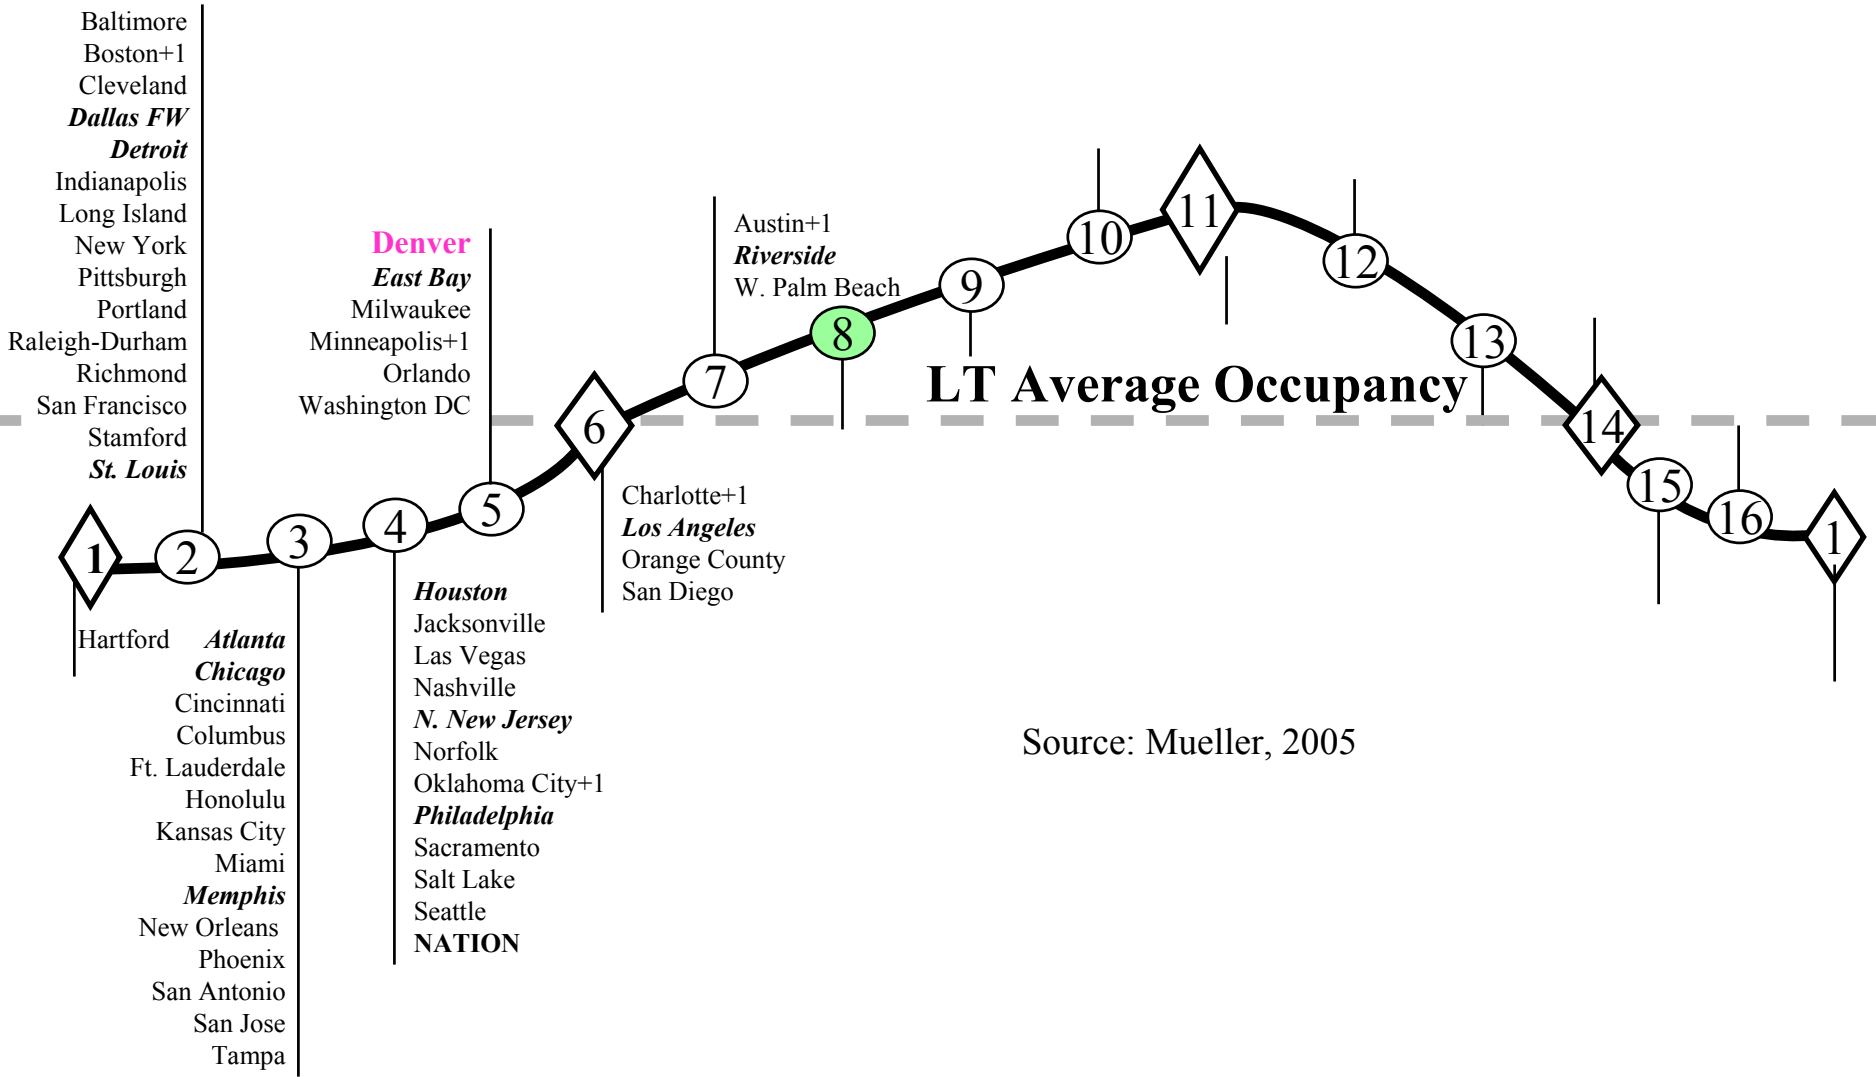 Baltimore
Boston+1
Cleveland
Dallas FW
Detroit
Indianapolis
Long Island
New York
Pittsburgh
Portland
Raleigh-Durham
Richmond
San Francisco
Stamford
St. Louis
Denver
East Bay
Milwaukee
Minneapolis+1
Orlando
Washington DC
Austin+1
Riverside
W. Palm Beach
LT Average Occupancy
1
2
3
4
5
6
7
8
9
10
11
12
13
14
15
16
1
Hartford
Atlanta
Chicago
Cincinnati
Columbus
Ft. Lauderdale
Honolulu
Kansas City
Miami
Memphis
New Orleans
Phoenix
San Antonio
San Jose
Tampa
Houston
Jacksonville
Las Vegas
Nashville
N. New Jersey
Norfolk
Oklahoma City+1
Philadelphia
Sacramento
Salt Lake
Seattle
NATION
Charlotte+1
Los Angeles
Orange County
San Diego
Source: Mueller, 2005